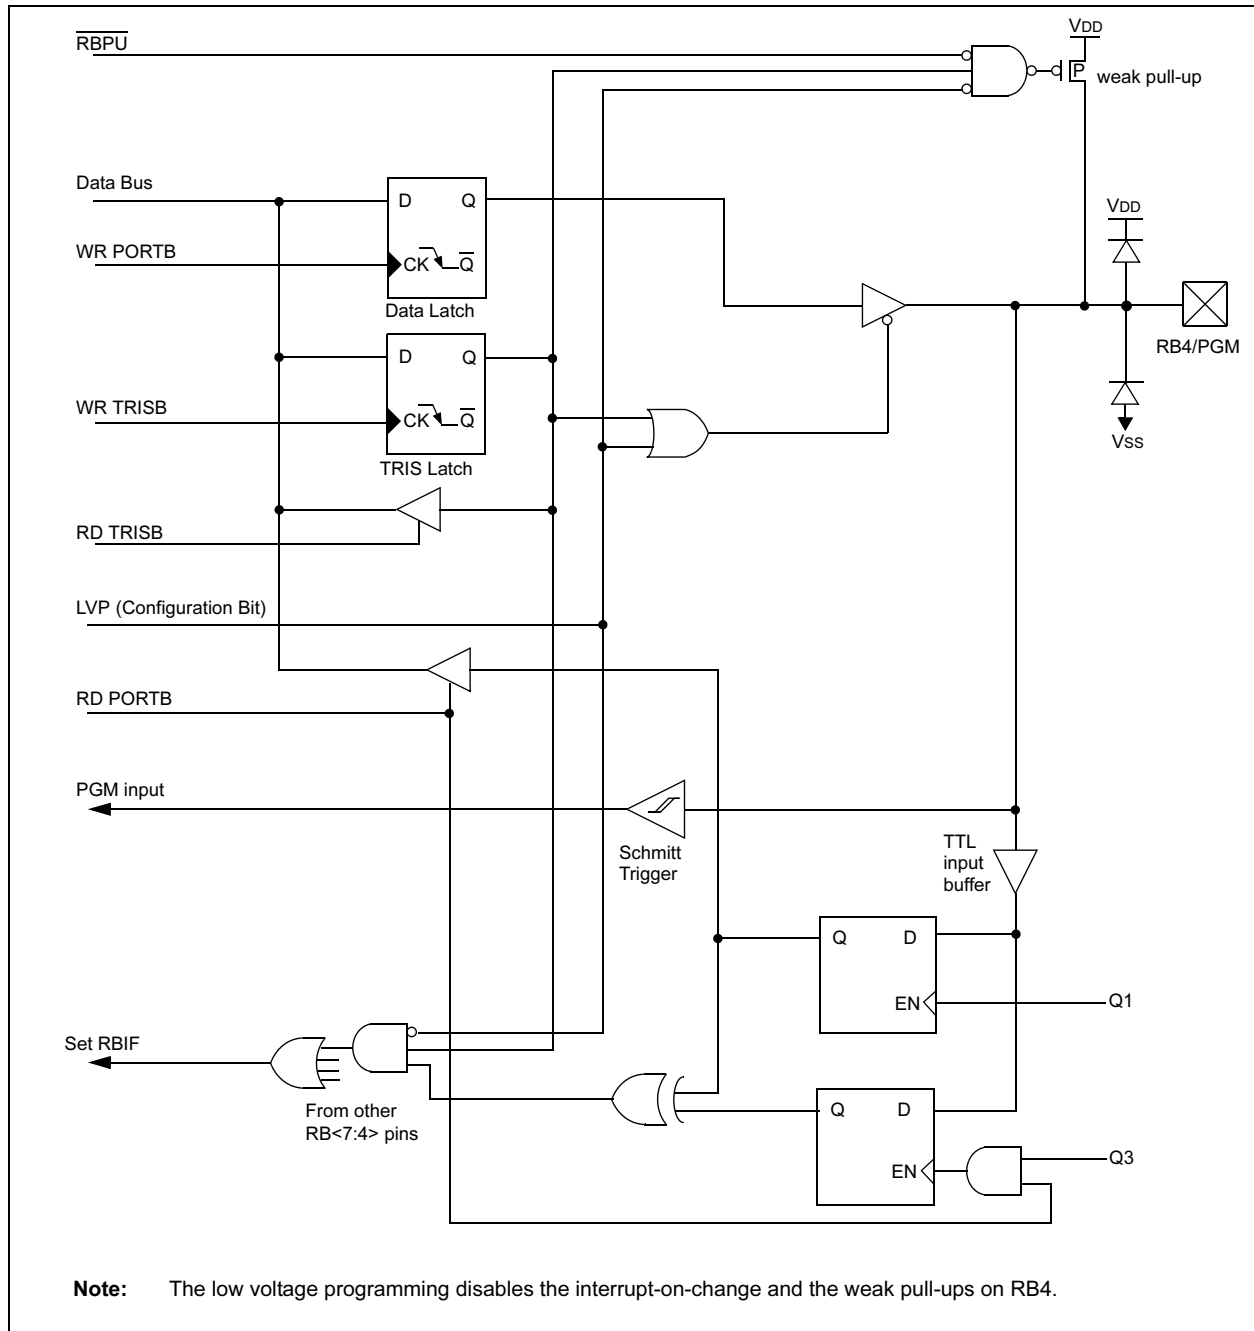 RBPU
VDD
P
weak pull-up
Data Bus
D Q
VDD
WR PORTB
CK Q
Data Latch
D Q
RB4/PGM
WR TRISB
CK Q
VSS
TRIS Latch
RD TRISB
LVP (Configuration Bit)
RD PORTB
PGM input
Schmitt
Trigger
TTL
input
buffer
Q D
EN
Q1
Set RBIF
From other
RB<7:4> pins
Q D
EN
Q3
Note: The low voltage programming disables the interrupt-on-change and the weak pull-ups on RB4.